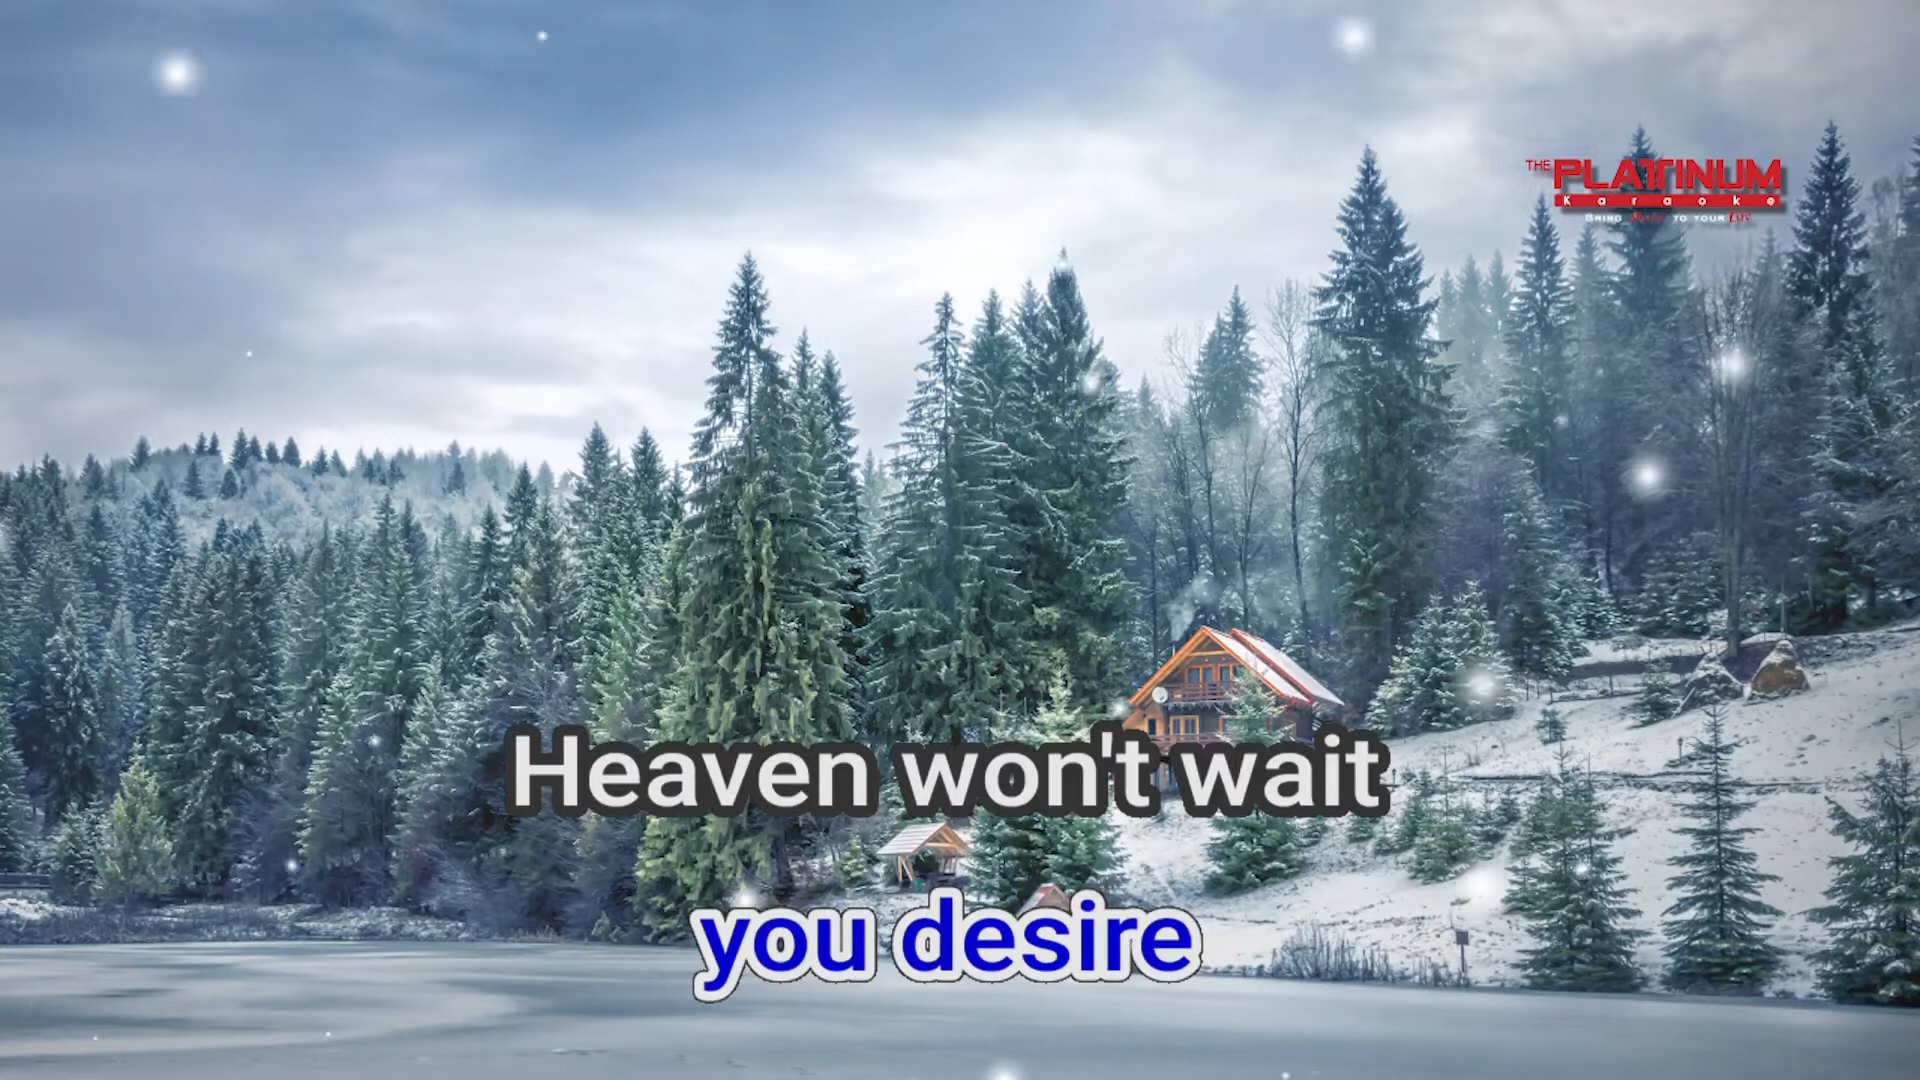 THE PLATINUM
Karaoke
BRING Music TO YOUR Life
Heaven won't wait
you desire